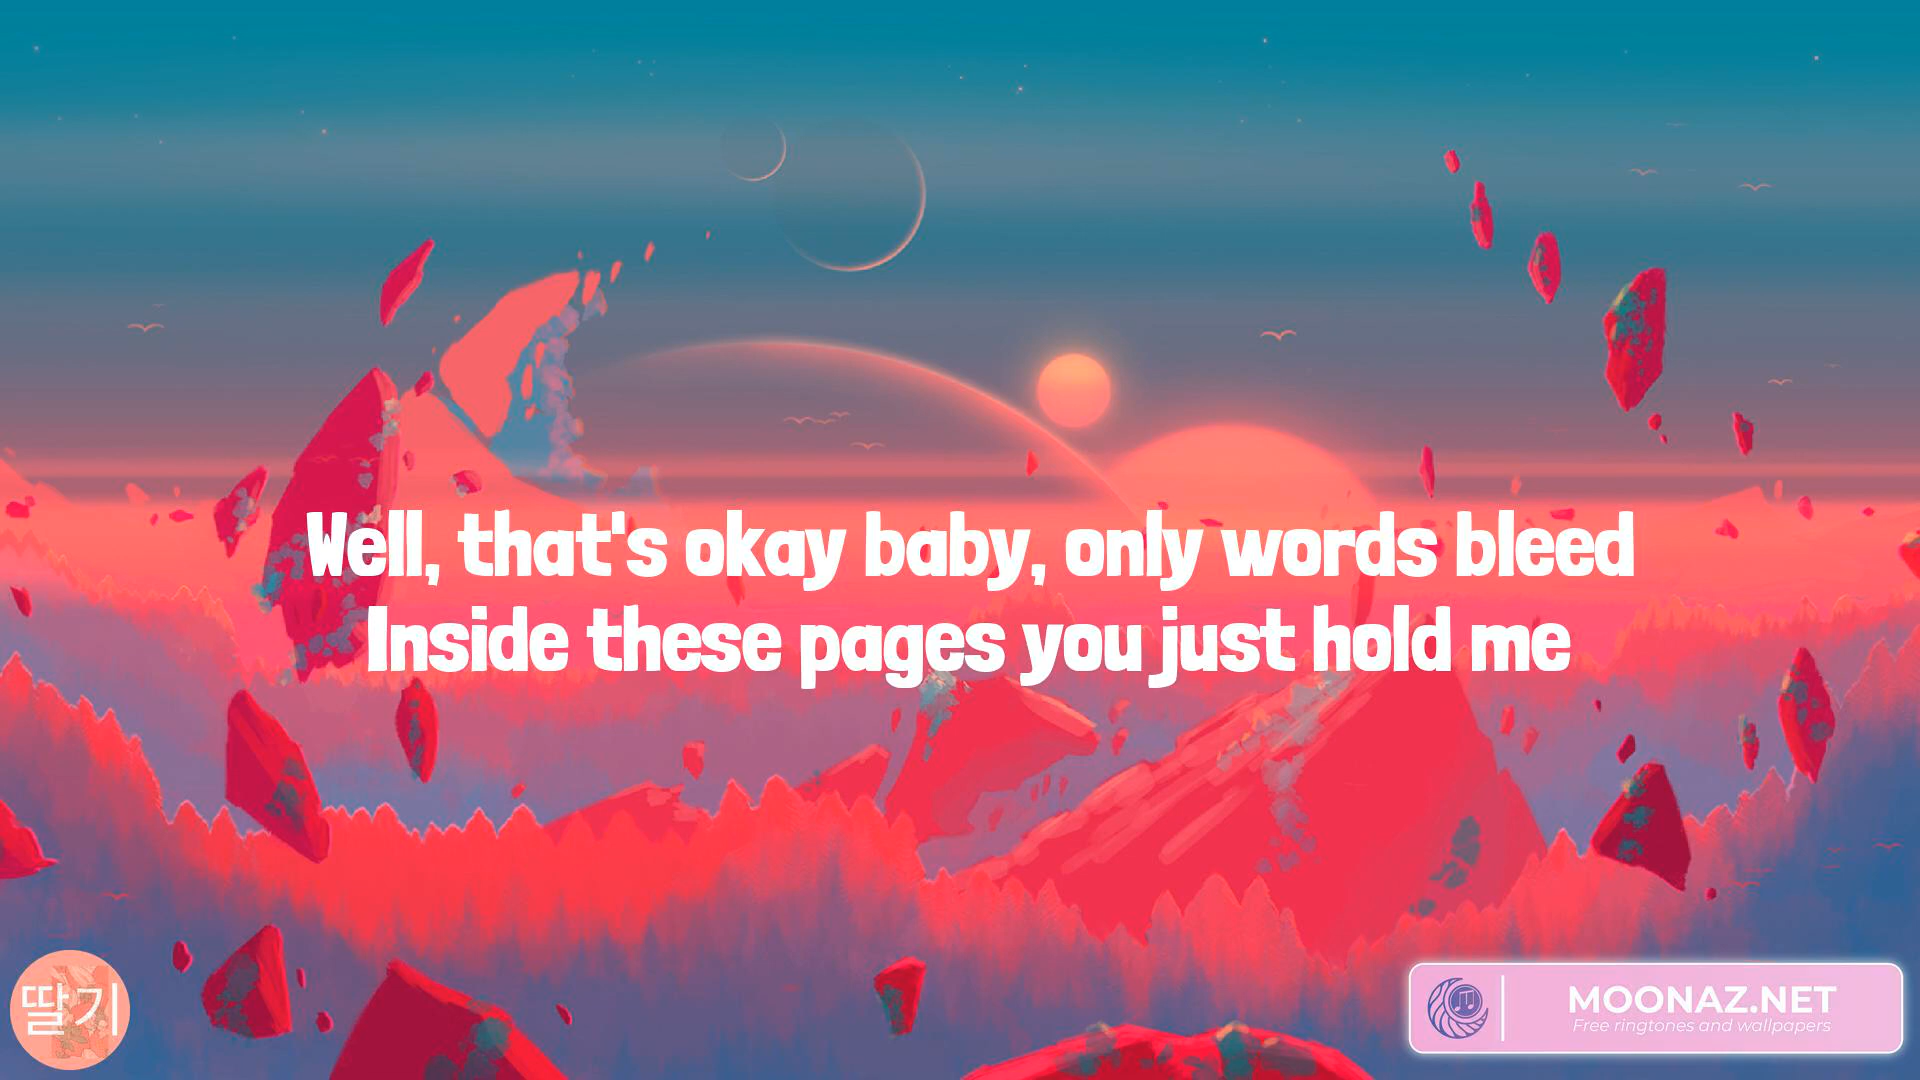 Well, that's okay baby, only words bleed
Inside these pages you just hold me
딸기
MOONAZ.NET
Free ringtones and wallpapers